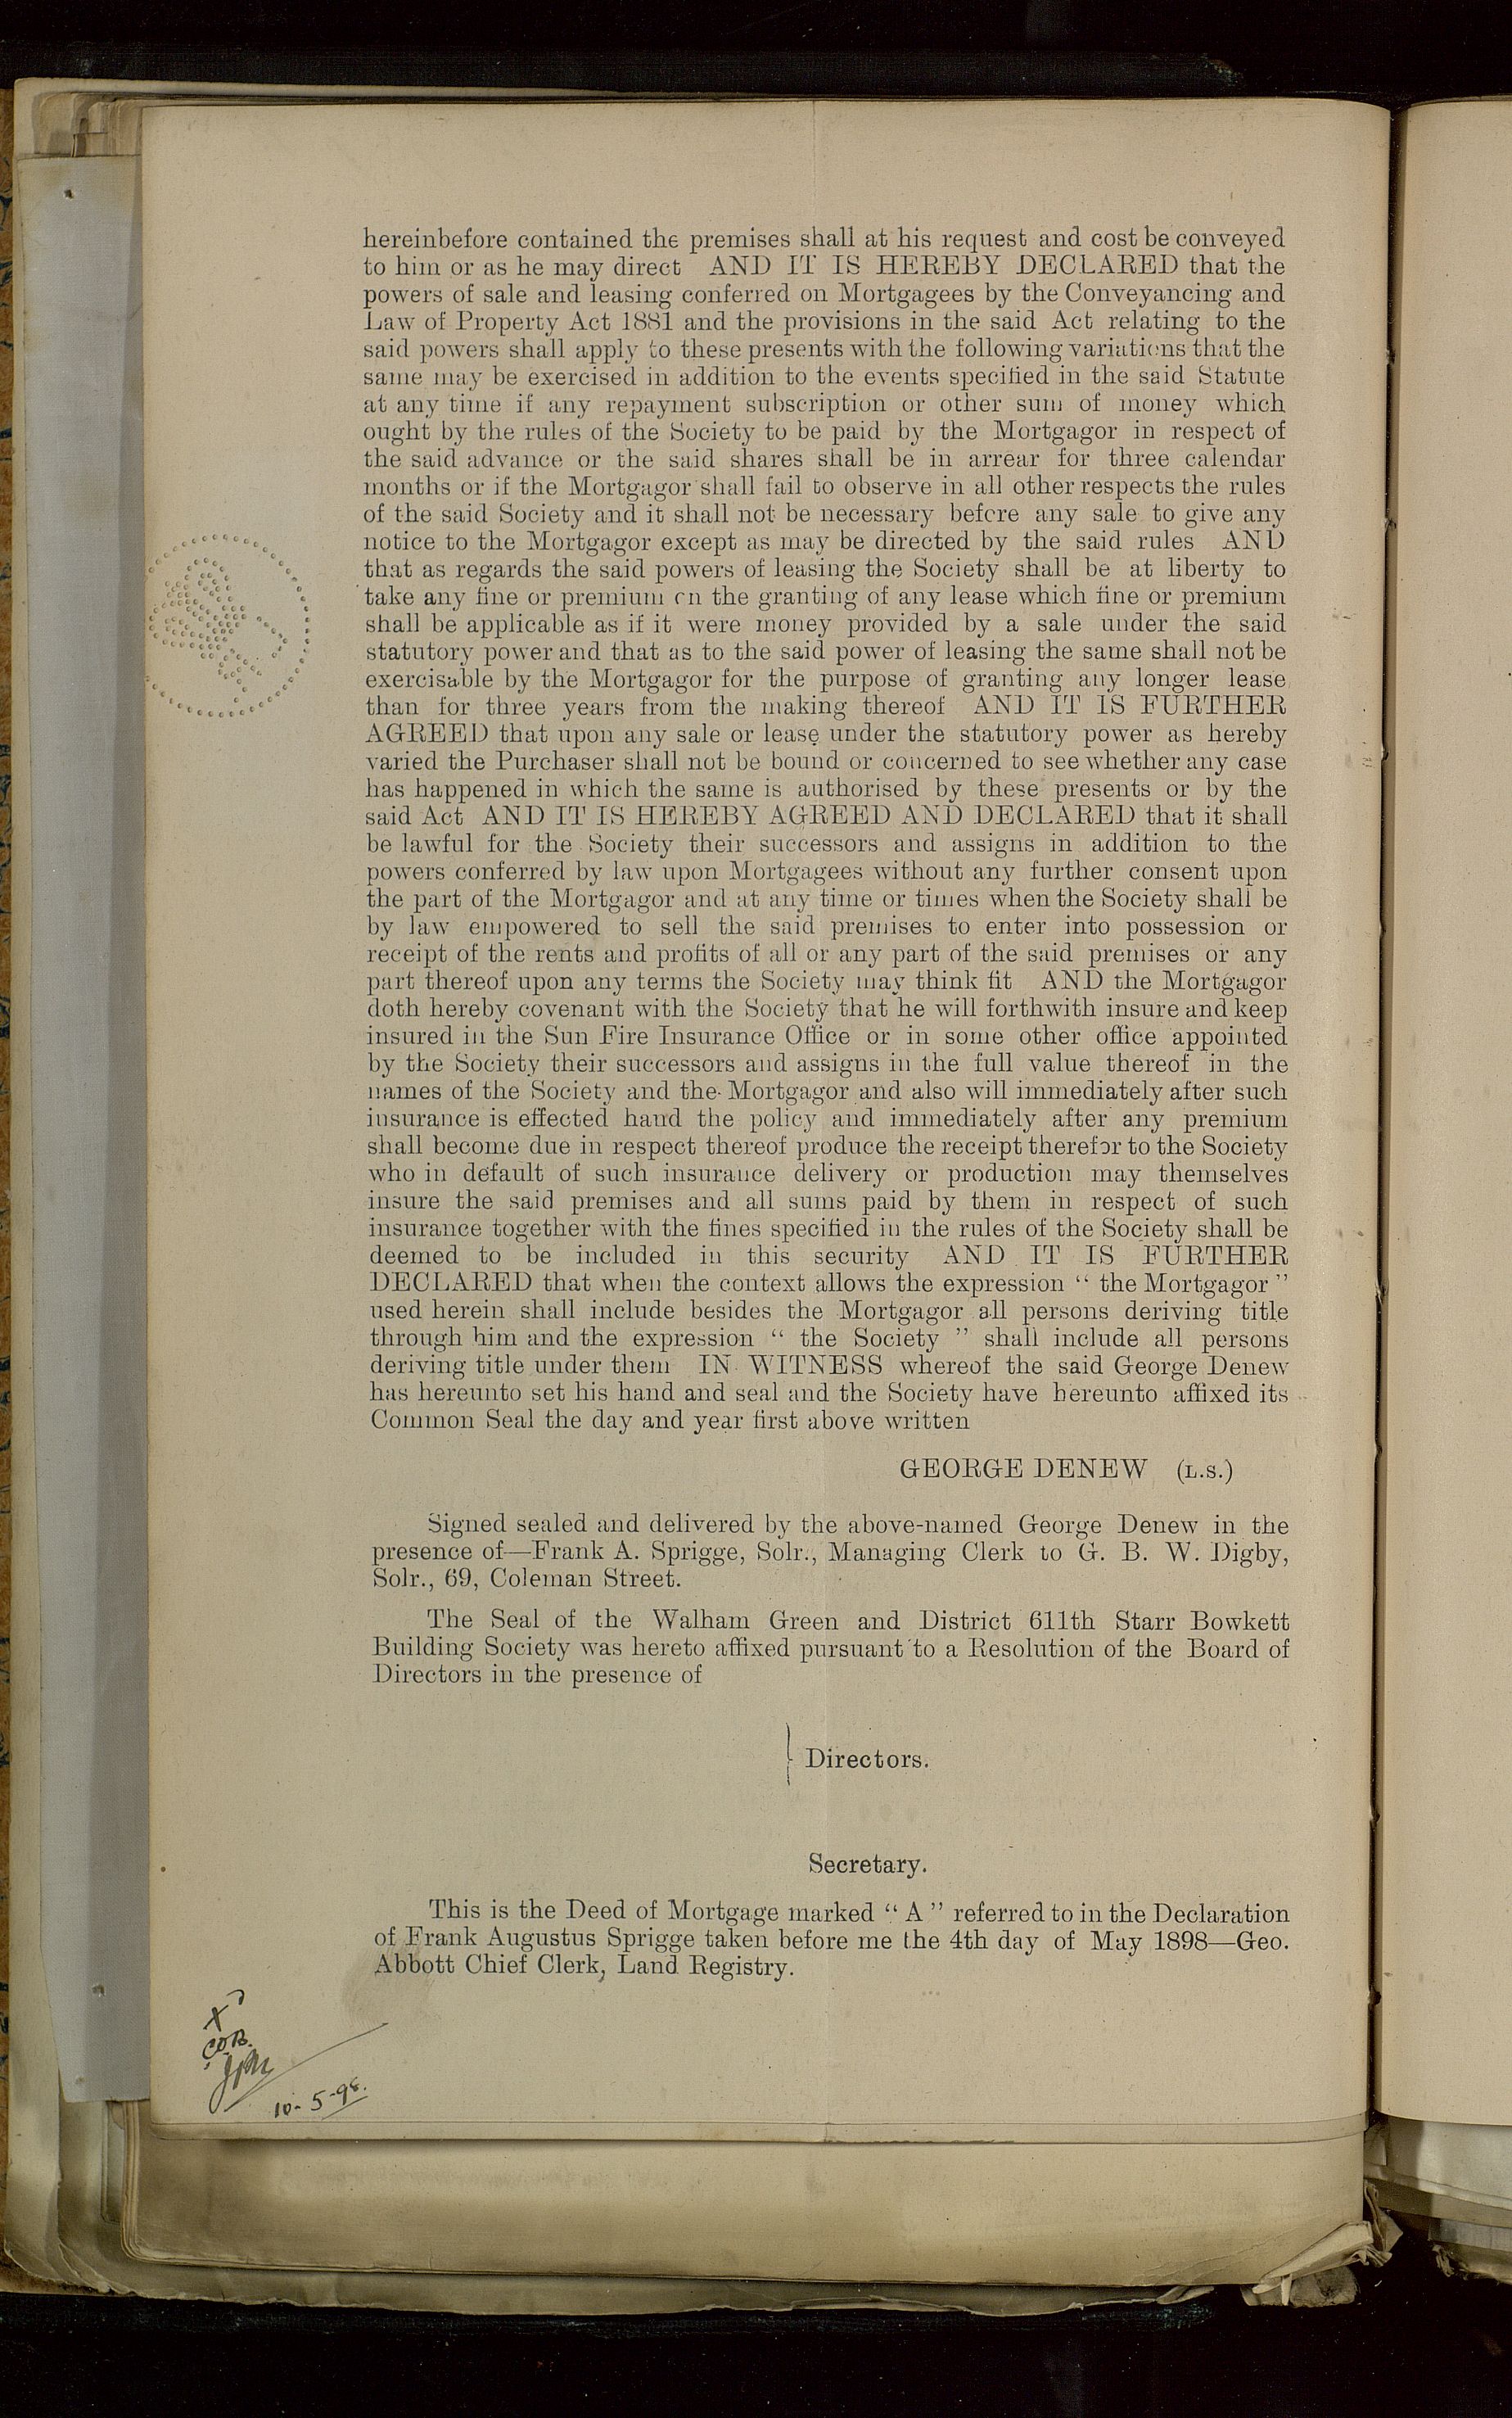 hereinbefore contained the premises shall at his request and cost be conveyed
to him or as he may direct AND IT IS HEREBY DECLARED that the
powers of sale and leasing conferred on Mortgagees by the Conveyancing and
Law of Property Act 1881 and the provisions in the said Act relating to the
said powers shall apply to these presents with the following variations that the
same may be exercised in addition to the events specified in the said Statute
at any time if any repayment subscription or other sum of money which
ought by the rules of the Society to be paid by the Mortgagor in respect of
the said advance or the said shares shall be in arrear for three calendar
months or if the Mortgagor shall fail to observe in all other respects the rules
of the said Society and it shall not be necessary before any sale to give any
notice to the Mortgagor except as may be directed by the said rules AND
that as regards the said powers of leasing the Society shall be at liberty to
take any fine or premium on the granting of any lease which fine or premium
shall be applicable as if it were money provided by a sale under the said
statutory power and that as to the said power of leasing the same shall not be
exercisable by the Mortgagor for the purpose of granting any longer lease
than for three years from the making thereof AND IT IS FURTHER
AGREED that upon any sale or lease under the statutory power as hereby
varied the Purchaser shall not be bound or concerned to see whether any case
has happened in which the same is authorised by these presents or by the
said Act AND IT IS HEREBY AGREED AND DECLARED that it shall
be lawful for the Society their successors and assigns in addition to the
powers conferred by law upon Mortgagees without any further consent upon
the part of the Mortgagor and at any time or times when the Society shall be
by law empowered to sell the said premises to enter into possession or
receipt of the rents and profits of all or any part of the said premises or any
part thereof upon any terms the Society may think fit AND the Mortgagor
doth hereby covenant with the Society that he will forthwith insure and keep
insured in the Sun Fire Insurance Office or in some other office appointed
by the Society their successors and assigns in the full value thereof in the
names of the Society and the Mortgagor and also will immediately after such
insurance is effected hand the policy and immediately after any premium
shall become due in respect thereof produce the receipt therefor to the Society
who in default of such insurance delivery or production may themselves
insure the said premises and all sums paid by them in respect of such
insurance together with the fines specified in the rules of the Society shall be
deemed to be included in this security AND IT IS FURTHER
DECLARED that when the context allows the expression “ the Mortgagor ”
used herein shall include besides the Mortgagor all persons deriving title
through him and the expression “ the Society ” shall include all persons
deriving title under them IN WITNESS whereof the said George Denew
has hereunto set his hand and seal and the Society have hereunto affixed its
Common Seal the day and year first above written
GEORGE DENEW (L.S.)
Signed sealed and delivered by the above-named George Denew in the
presence of—Frank A. Sprigge, Solr., Managing Clerk to G. B. W. Digby,
Solr., 69, Coleman Street.
The Seal of the Walham Green and District 611th Starr Bowkett
Building Society was hereto affixed pursuant to a Resolution of the Board of
Directors in the presence of
Directors.
Secretary.
This is the Deed of Mortgage marked “ A ” referred to in the Declaration
of Frank Augustus Sprigge taken before me the 4th day of May 1898—Geo.
Abbott Chief Clerk, Land Registry.
10-5-98.